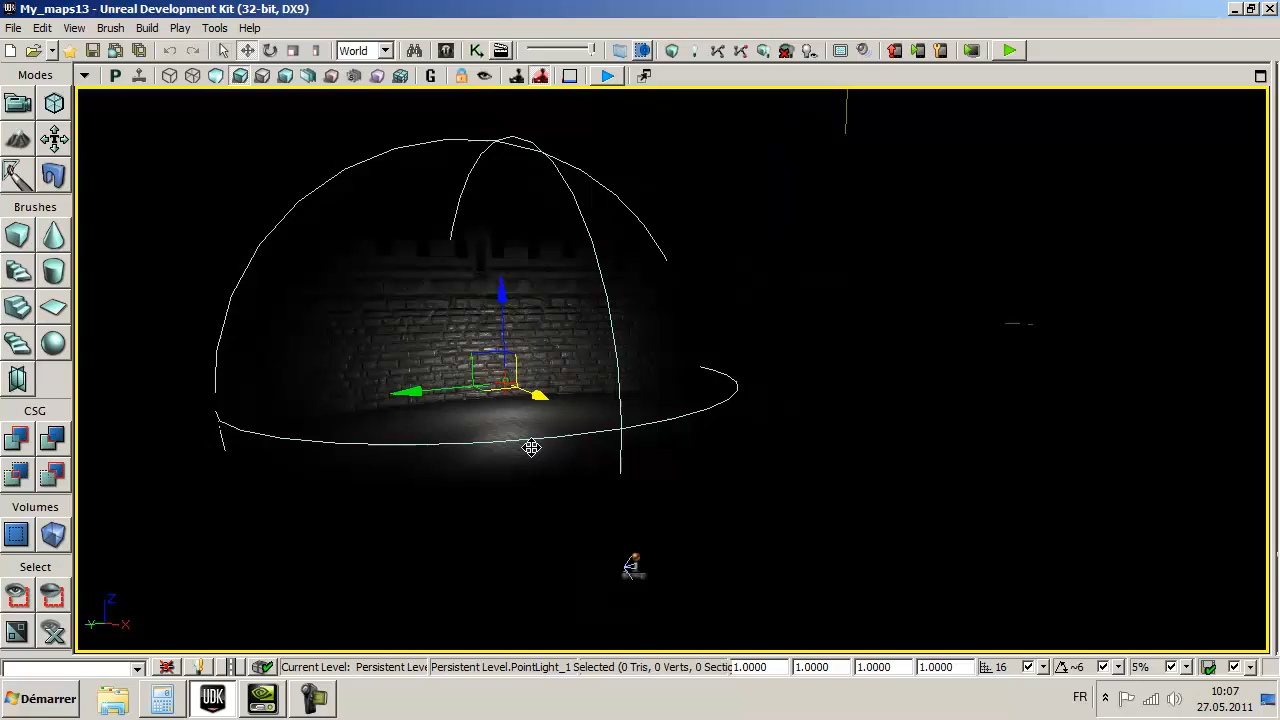 My_maps13 - Unreal Development Kit (32-bit, DX9)
File Edit View Brush Build Play Tools Help
World
Modes
P G
Brushes
CSG
Volumes
Select
Z
Y X
Current Level: Persistent Leve Persistent Level.PointLight_1 Selected (0 Tris, 0 Verts, 0 Sectio 1.0000 1.0000 1.0000 1.0000 16 ~6 5%
Démarrer UDK FR 10:07
27.05.2011